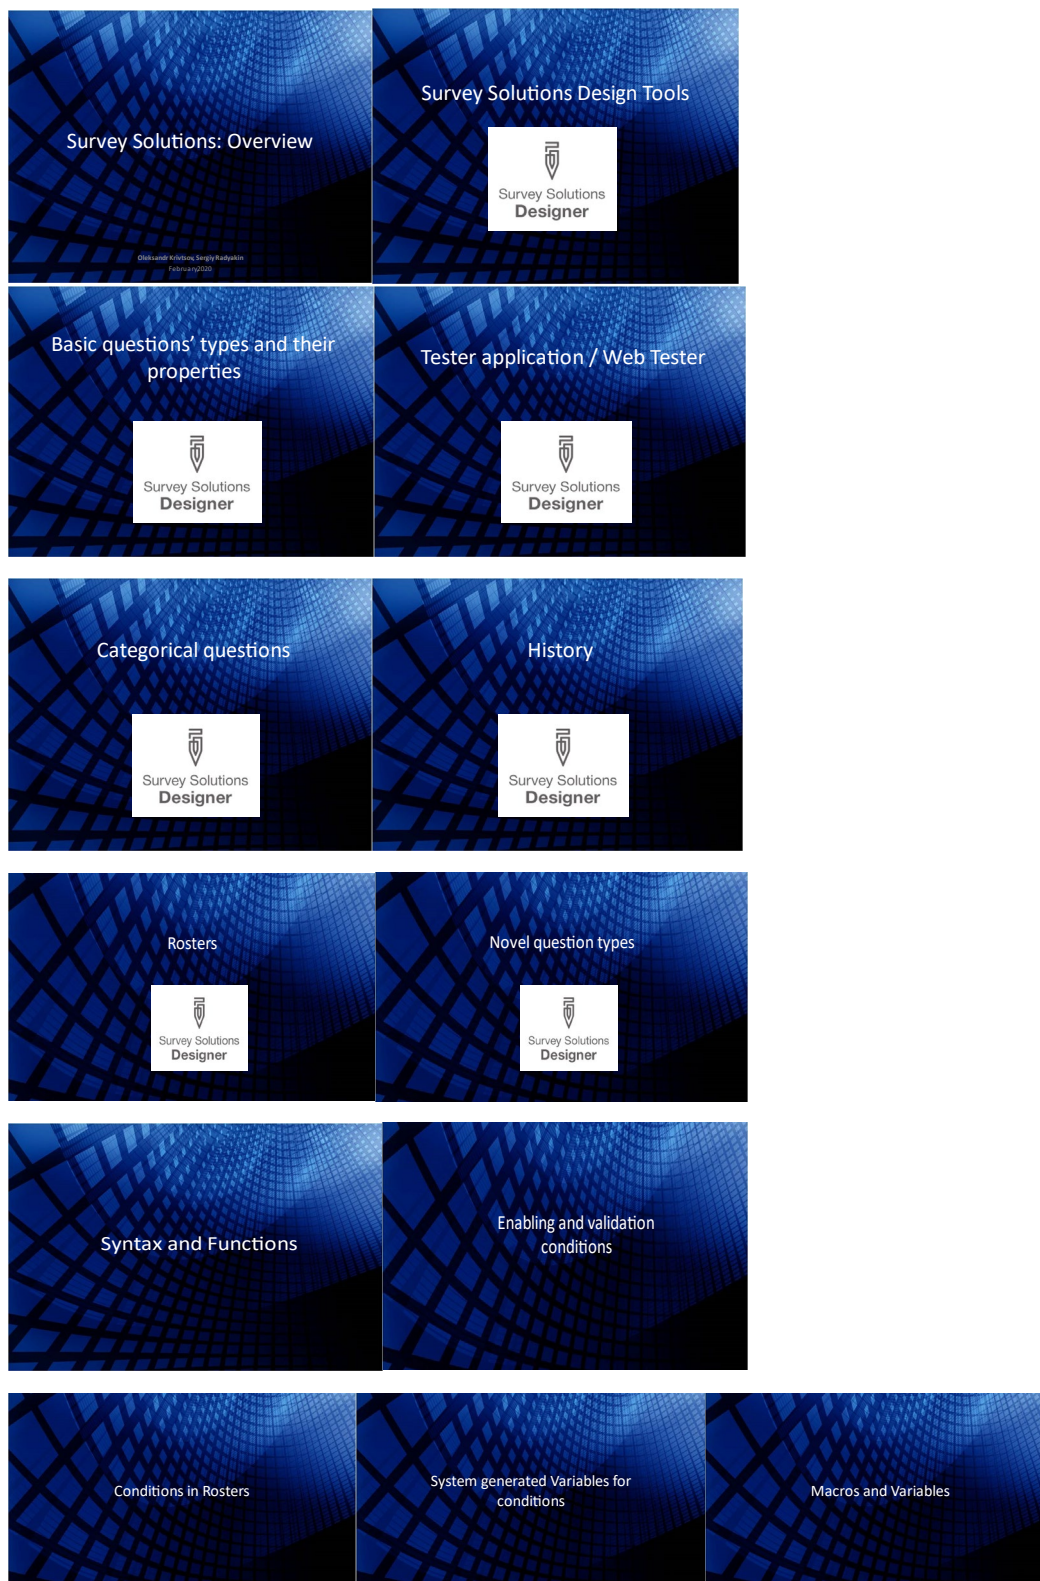 Survey Solutions: Overview
Oleksandr Krivtsov, Sergiy Radyakin
February2020
Survey Solutions Design Tools
Survey Solutions
Designer
Basic questions’ types and their
properties
Survey Solutions
Designer
Tester application / Web Tester
Survey Solutions
Designer
Categorical questions
Survey Solutions
Designer
History
Survey Solutions
Designer
Rosters
Survey Solutions
Designer
Novel question types
Survey Solutions
Designer
Syntax and Functions
Enabling and validation
conditions
Conditions in Rosters
System generated Variables for
conditions
Macros and Variables